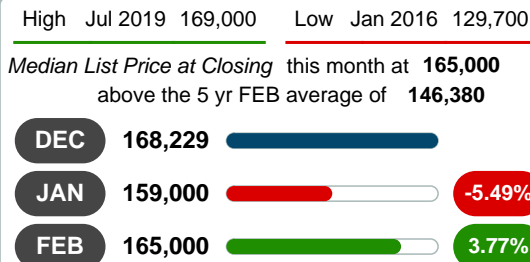 High Jul 2019 169,000 Low Jan 2016 129,700
Median List Price at Closing this month at 165,000
above the 5 yr FEB average of 146,380
DEC 168,229
JAN 159,000 -5.49%
FEB 165,000 3.77%